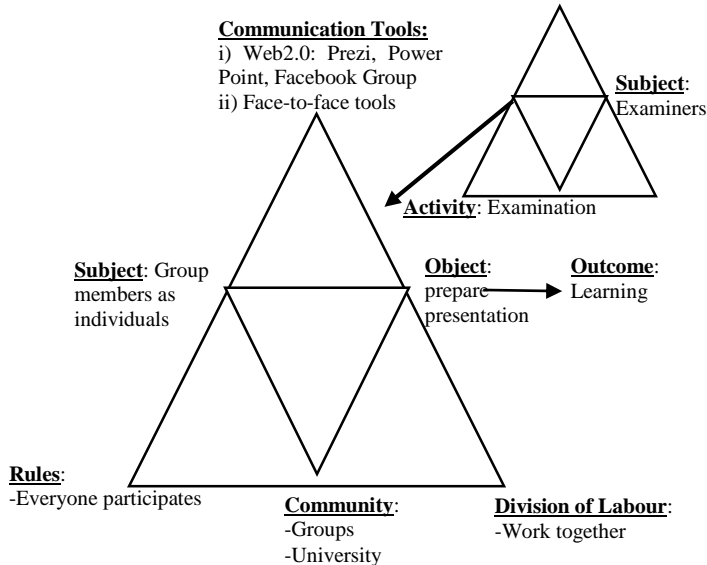 Communication Tools:
i) Web2.0: Prezi, Power
Point, Facebook Group
ii) Face-to-face tools
Subject:
Examiners
Activity: Examination
Subject: Group
members as
individuals
Object:
prepare
presentation
Outcome:
Learning
Rules:
-Everyone participates
Community:
-Groups
-University
Division of Labour:
-Work together